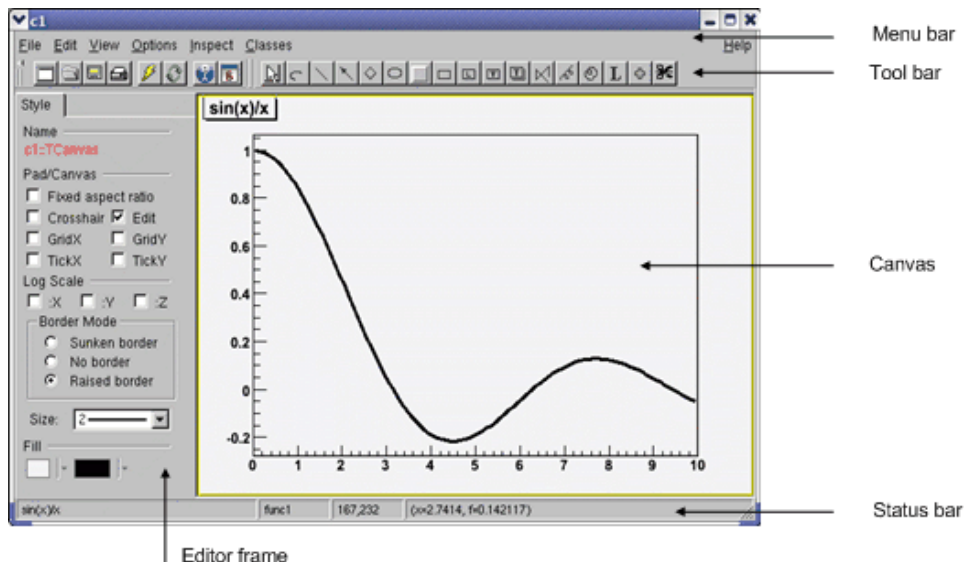 c1
File Edit View Options Inspect Classes Help
Menu bar
Tool bar
Style
Name
c1::TCanvas
Pad/Canvas
Fixed aspect ratio
Crosshair Edit
GridX GridY
TickX TickY
Log Scale
:X :Y :Z
Border Mode
Sunken border
No border
Raised border
Size: 2
Fill
sin(x)/x
1
0.8
0.6
0.4
0.2
0
-0.2
0 1 2 3 4 5 6 7 8 9 10
Canvas
sin(x)/x func1 167,232 (x=2.7414, f=0.142117)
Status bar
Editor frame